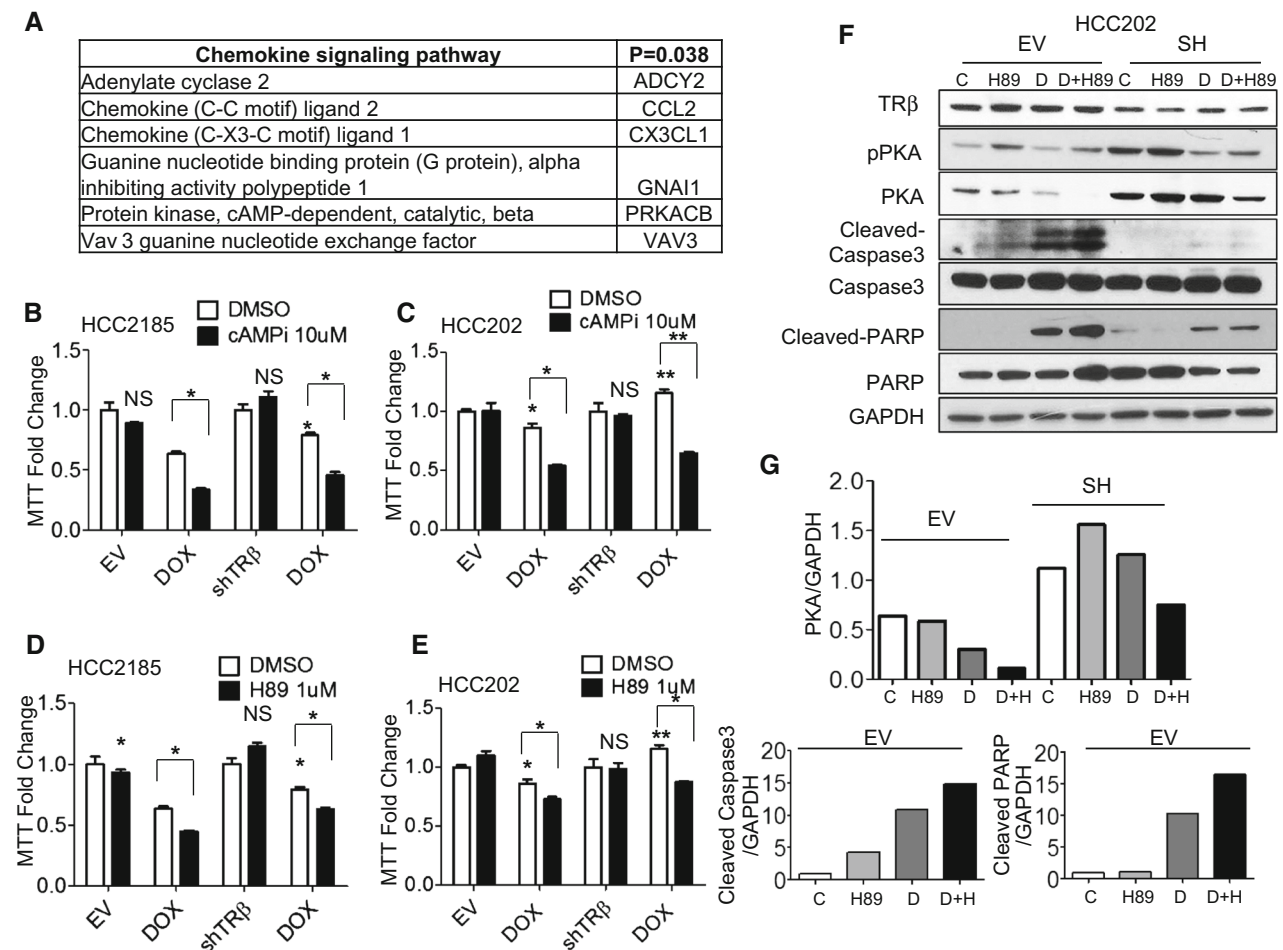 A
Chemokine signaling pathway P=0.038
Adenylate cyclase 2 ADCY2
Chemokine (C-C motif) ligand 2 CCL2
Chemokine (C-X3-C motif) ligand 1 CX3CL1
Guanine nucleotide binding protein (G protein), alpha
inhibiting activity polypeptide 1 GNAI1
Protein kinase, cAMP-dependent, catalytic, beta PRKACB
Vav 3 guanine nucleotide exchange factor VAV3
B
HCC2185
DMSO
cAMPi 10uM
MTT Fold Change
1.5
1.0
0.5
0.0
NS
*
NS
*
*
EV
DOX
shTRβ
DOX
C
HCC202
DMSO
cAMPi 10uM
MTT Fold Change
1.5
1.0
0.5
0.0
*
*
NS
**
**
EV
DOX
shTRβ
DOX
D
HCC2185
DMSO
H89 1uM
MTT Fold Change
1.5
1.0
0.5
0.0
*
*
NS
*
*
EV
DOX
shTRβ
DOX
E
HCC202
DMSO
H89 1uM
MTT Fold Change
1.5
1.0
0.5
0.0
*
*
NS
*
**
EV
DOX
shTRβ
DOX
F
HCC202
EV SH
C H89 D D+H89 C H89 D D+H89
TRβ
pPKA
PKA
Cleaved-
Caspase3
Caspase3
Cleaved-PARP
PARP
GAPDH
G
PKA/GAPDH
2.0
1.5
1.0
0.5
0.0
EV
SH
C H89 D D+H C H89 D D+H
Cleaved Caspase3
/GAPDH
20
15
10
5
0
EV
C H89 D D+H
Cleaved PARP
/GAPDH
20
15
10
5
0
EV
C H89 D D+H